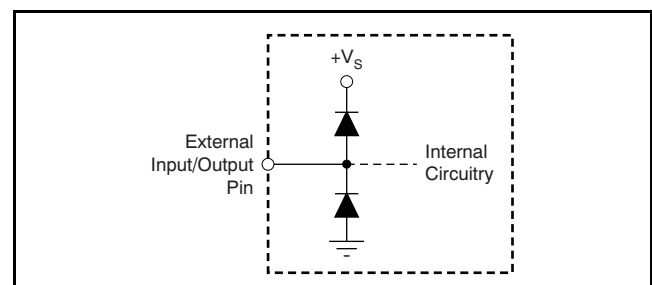 +VS
External
Input/Output
Pin
Internal
Circuitry